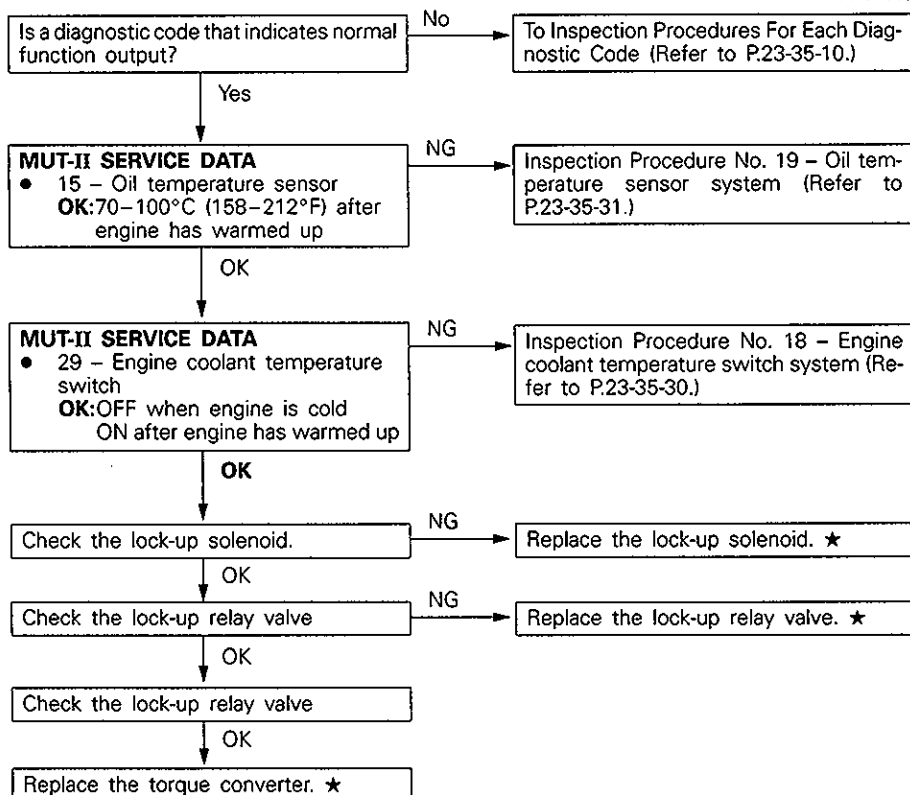 Is a diagnostic code that indicates normal
function output?
No
To Inspection Procedures For Each Diag-
nostic Code (Refer to P.23-35-10.)
Yes
MUT-II SERVICE DATA
● 15 – Oil temperature sensor
OK:70–100°C (158–212°F) after
engine has warmed up
NG
Inspection Procedure No. 19 – Oil tem-
perature sensor system (Refer to
P.23-35-31.)
OK
MUT-II SERVICE DATA
● 29 – Engine coolant temperature
switch
OK:OFF when engine is cold
ON after engine has warmed up
NG
Inspection Procedure No. 18 – Engine
coolant temperature switch system (Re-
fer to P.23-35-30.)
OK
Check the lock-up solenoid.
NG
Replace the lock-up solenoid. ★
OK
Check the lock-up relay valve
NG
Replace the lock-up relay valve. ★
OK
Check the lock-up relay valve
OK
Replace the torque converter. ★